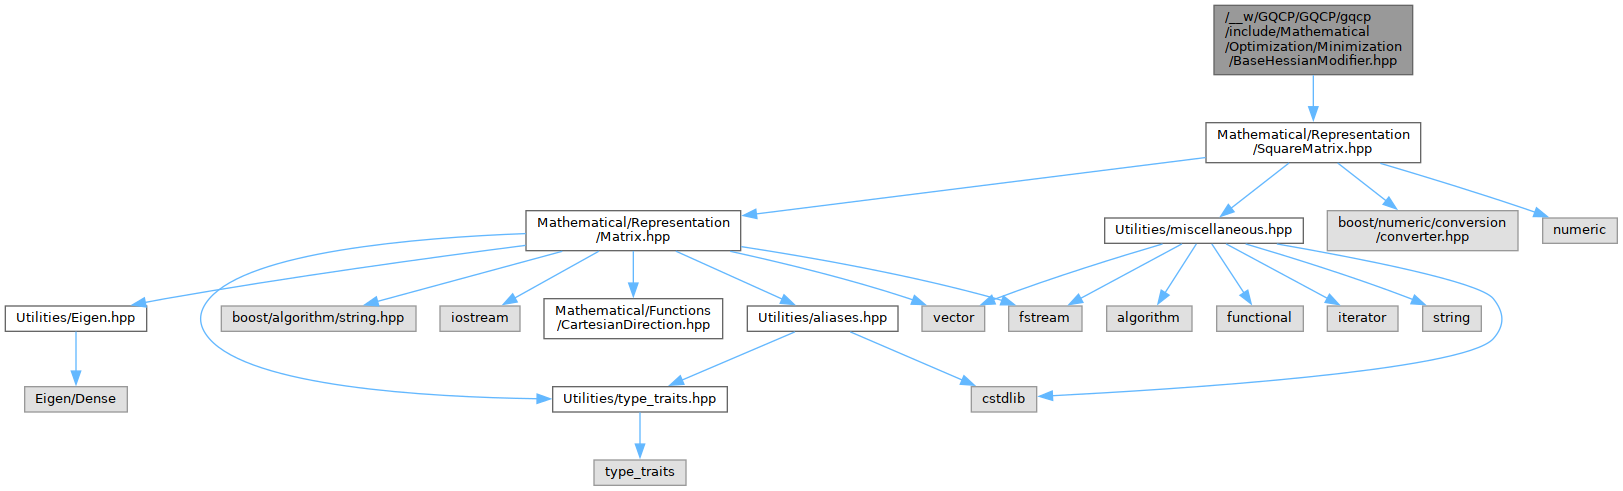 /__w/GQCP/GQCP/gqcp
/include/Mathematical
/Optimization/Minimization
/BaseHessianModifier.hpp
Mathematical/Representation
/SquareMatrix.hpp
Mathematical/Representation
/Matrix.hpp
Utilities/miscellaneous.hpp
boost/numeric/conversion
/converter.hpp
numeric
Utilities/Eigen.hpp
boost/algorithm/string.hpp
iostream
Mathematical/Functions
/CartesianDirection.hpp
Utilities/aliases.hpp
vector
fstream
algorithm
functional
iterator
string
Eigen/Dense
Utilities/type_traits.hpp
cstdlib
type_traits